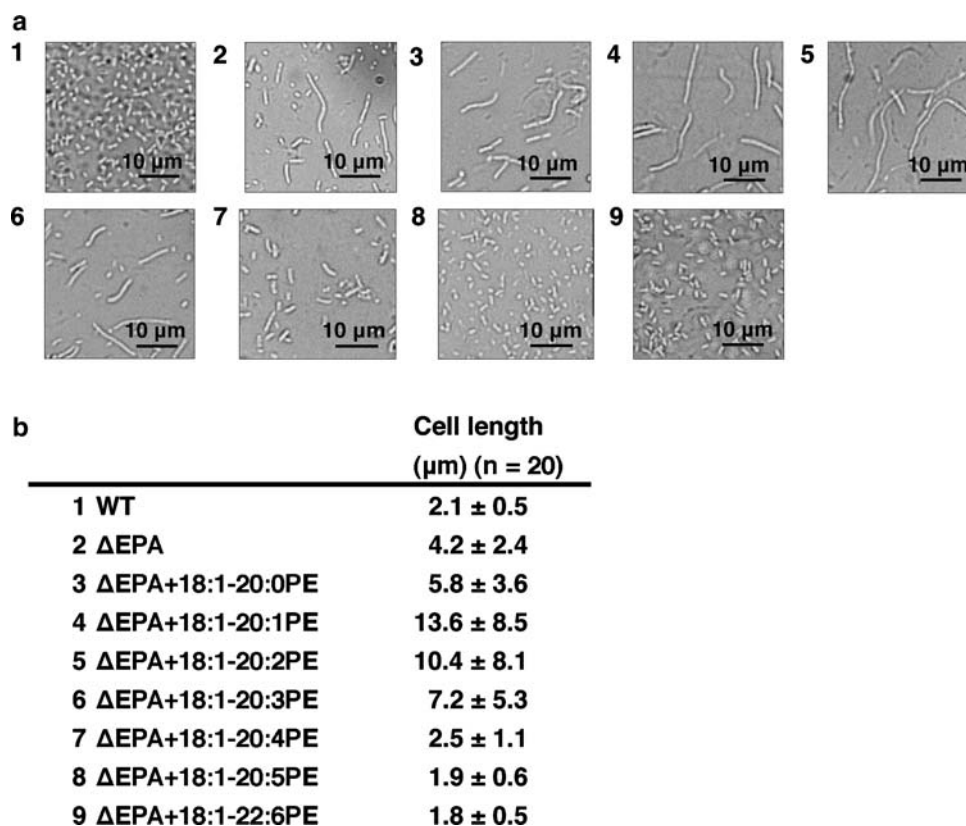 a
1 2 3 4 5
10 µm 10 µm 10 µm 10 µm 10 µm
6 7 8 9
10 µm 10 µm 10 µm 10 µm
b Cell length
(µm) (n = 20)
1 WT 2.1 ± 0.5
2 ΔEPA 4.2 ± 2.4
3 ΔEPA+18:1-20:0PE 5.8 ± 3.6
4 ΔEPA+18:1-20:1PE 13.6 ± 8.5
5 ΔEPA+18:1-20:2PE 10.4 ± 8.1
6 ΔEPA+18:1-20:3PE 7.2 ± 5.3
7 ΔEPA+18:1-20:4PE 2.5 ± 1.1
8 ΔEPA+18:1-20:5PE 1.9 ± 0.6
9 ΔEPA+18:1-22:6PE 1.8 ± 0.5